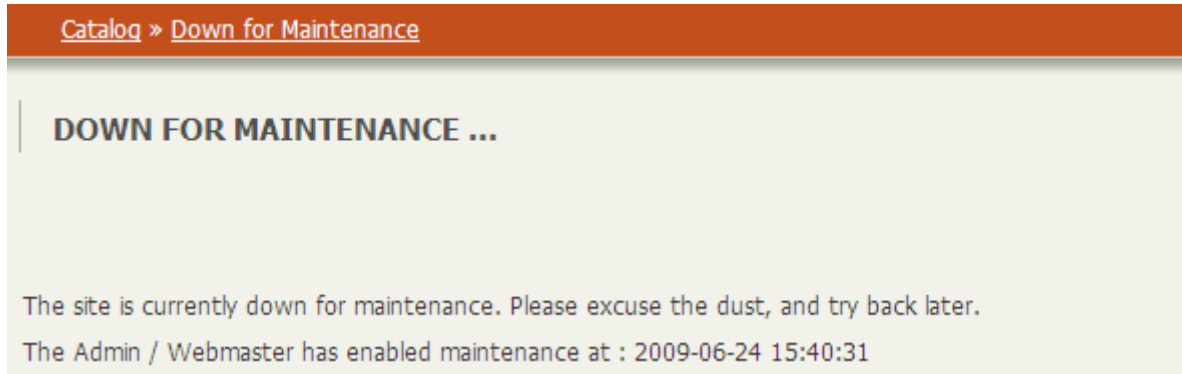 Catalog » Down for Maintenance
DOWN FOR MAINTENANCE ...
The site is currently down for maintenance. Please excuse the dust, and try back later.
The Admin / Webmaster has enabled maintenance at : 2009-06-24 15:40:31